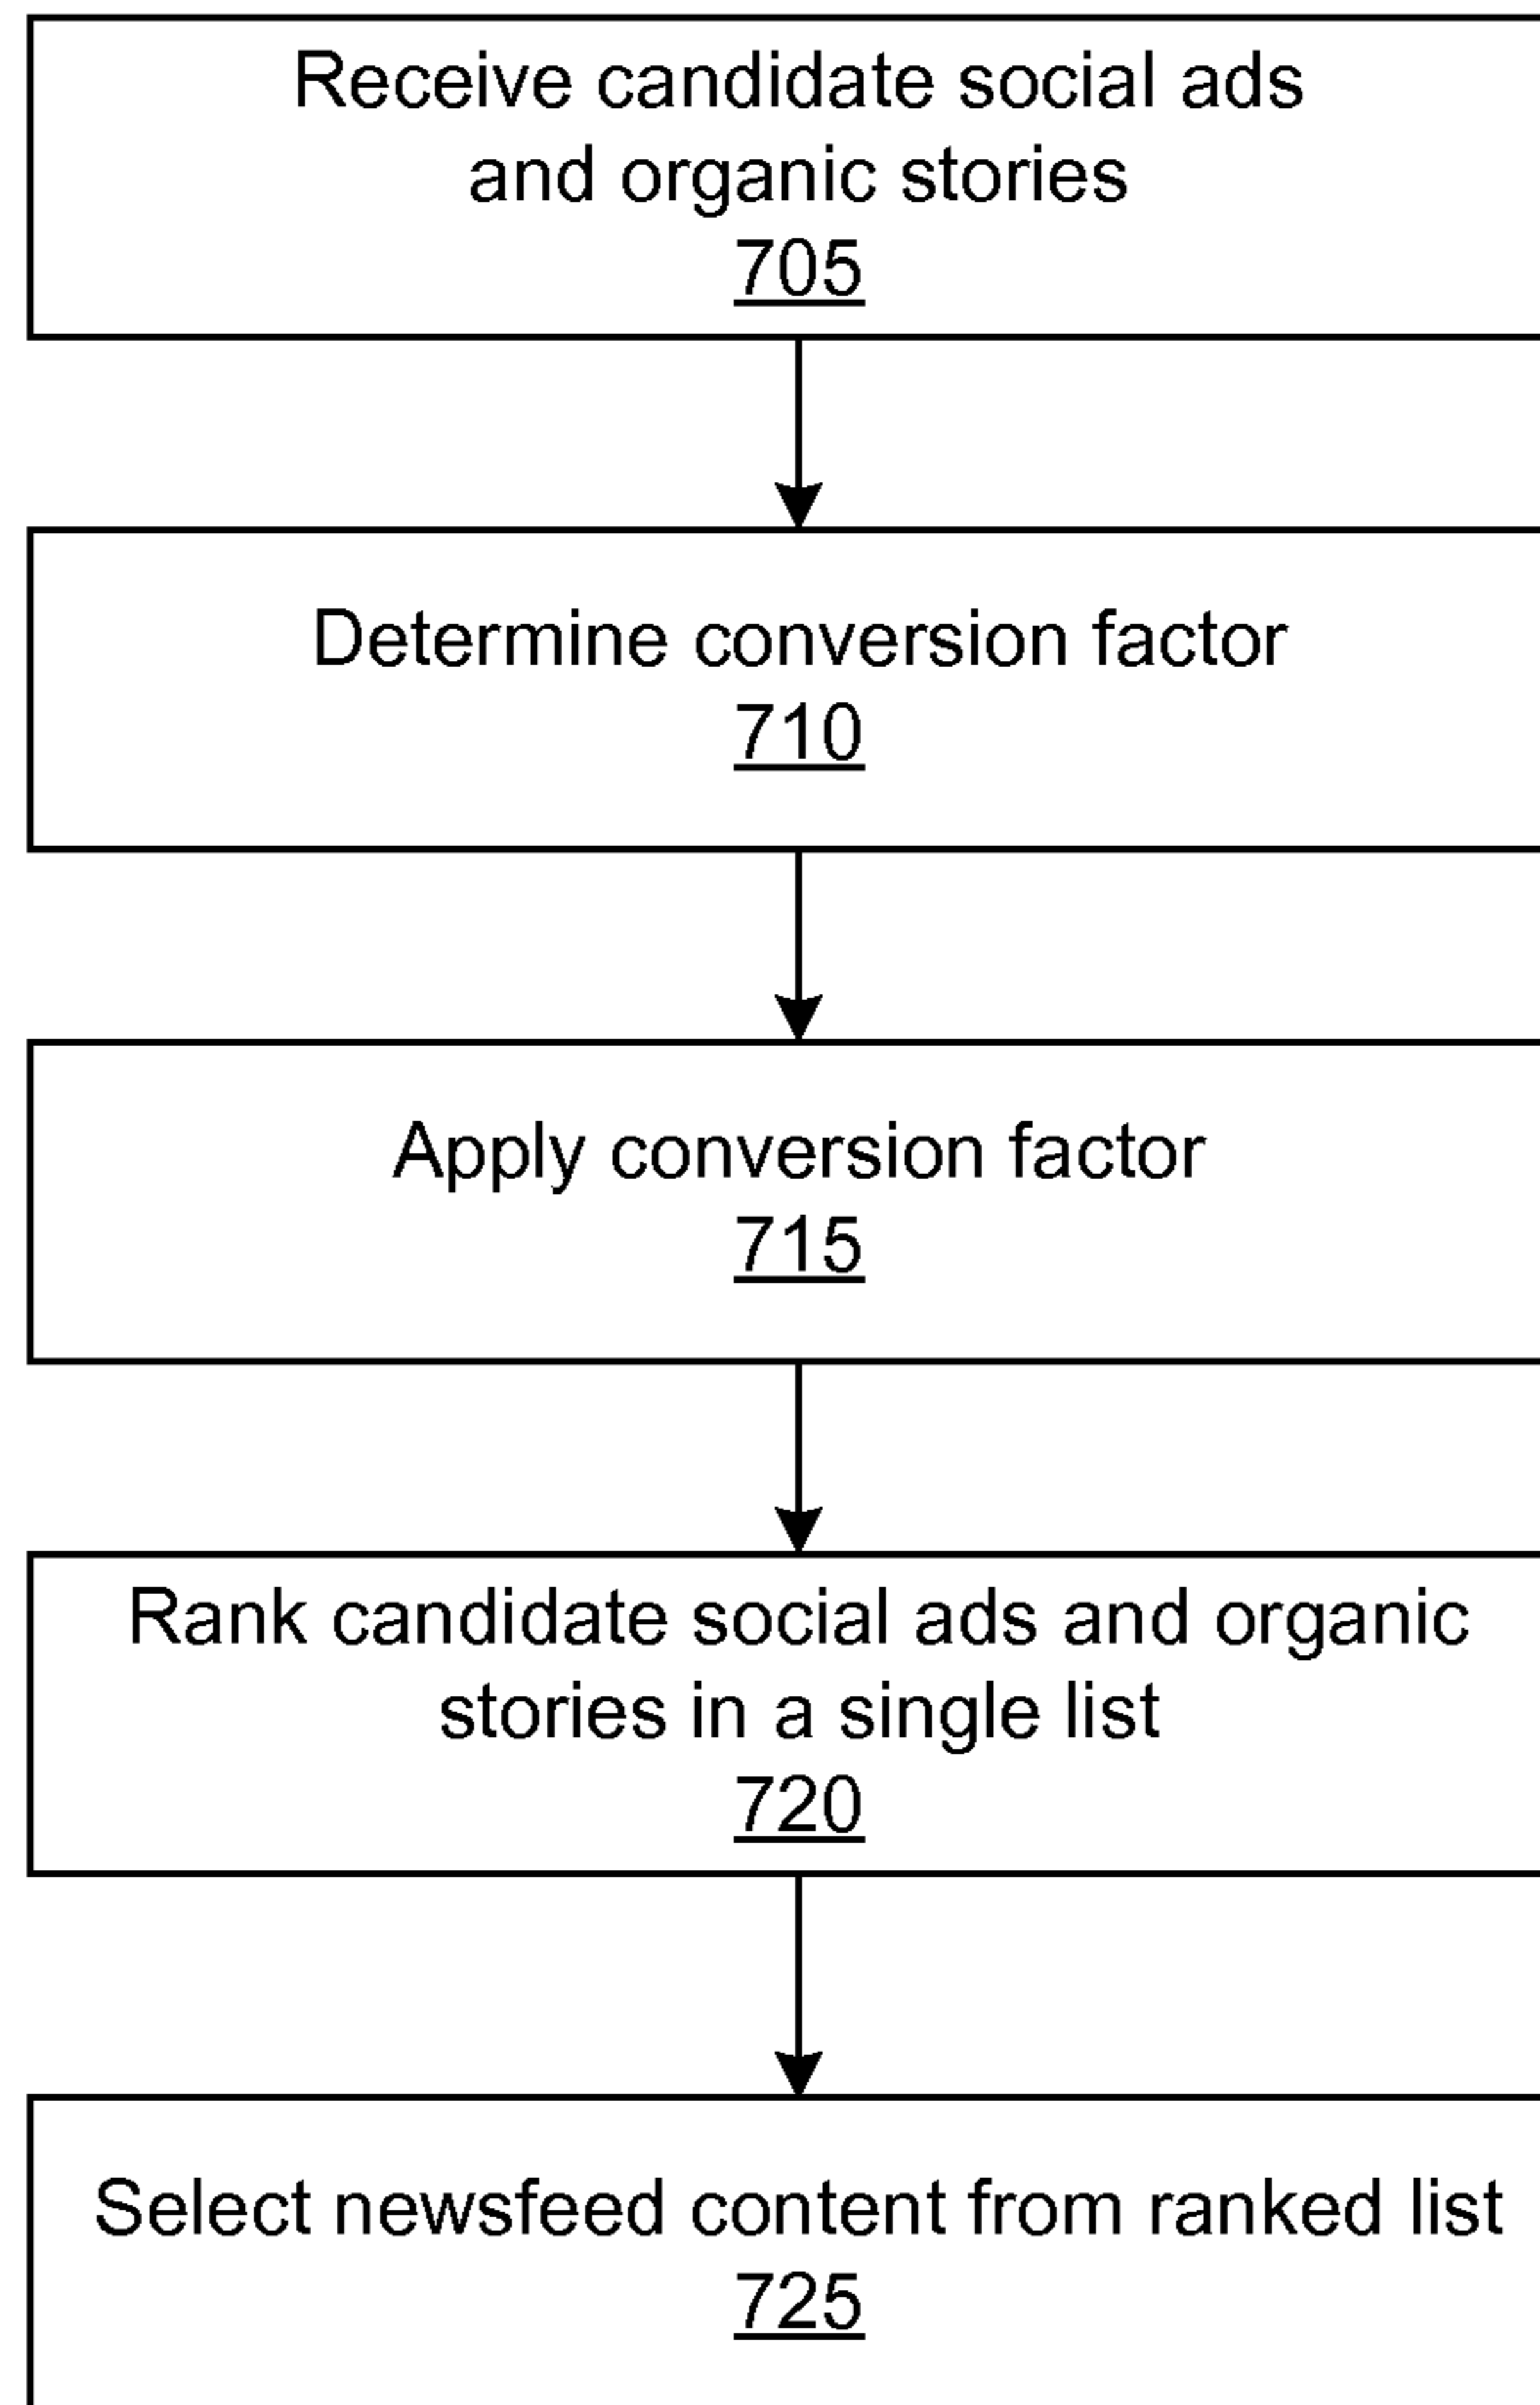 Receive candidate social ads
and organic stories
705
Determine conversion factor
710
Apply conversion factor
715
Rank candidate social ads and organic
stories in a single list
720
Select newsfeed content from ranked list
725